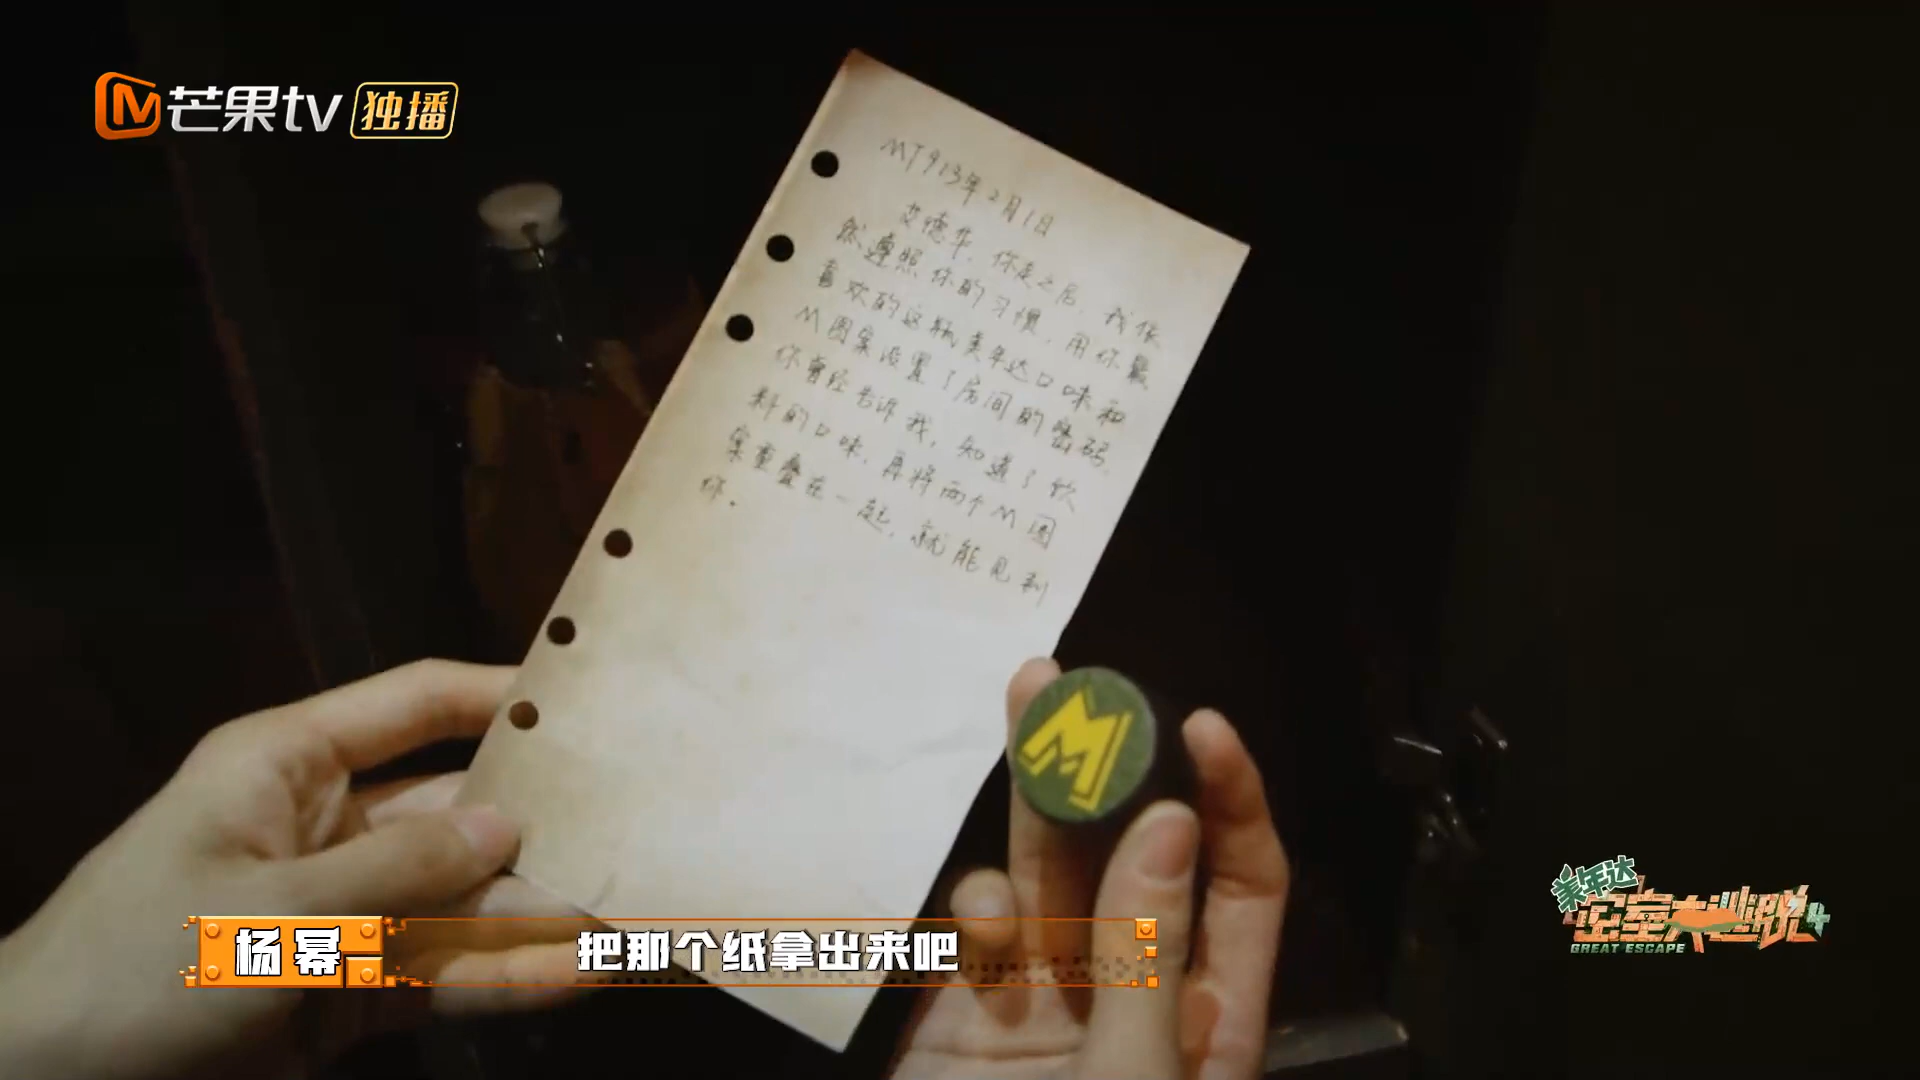 芒果tv 独播
MT913年2月1日
艾德华，你走之后，我依
然遵照你的习惯，用你最
喜欢的这瓶美年达口味和
M图案设置了房间的密码。
你曾经告诉我，知道了饮
料的口味，再将两个M图
案重叠在一起，就能见到
你。
M
美年达
密室大逃脱4
GREAT ESCAPE
杨幂 把那个纸拿出来吧